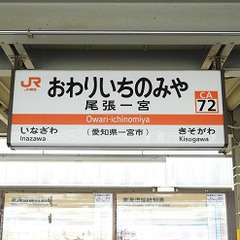 JR
おわりいちのみや
CA
72
尾張一宮
Owari-ichinomiya
いなざわ
Inazawa
(愛知県一宮市)
きそがわ
Kisogawa